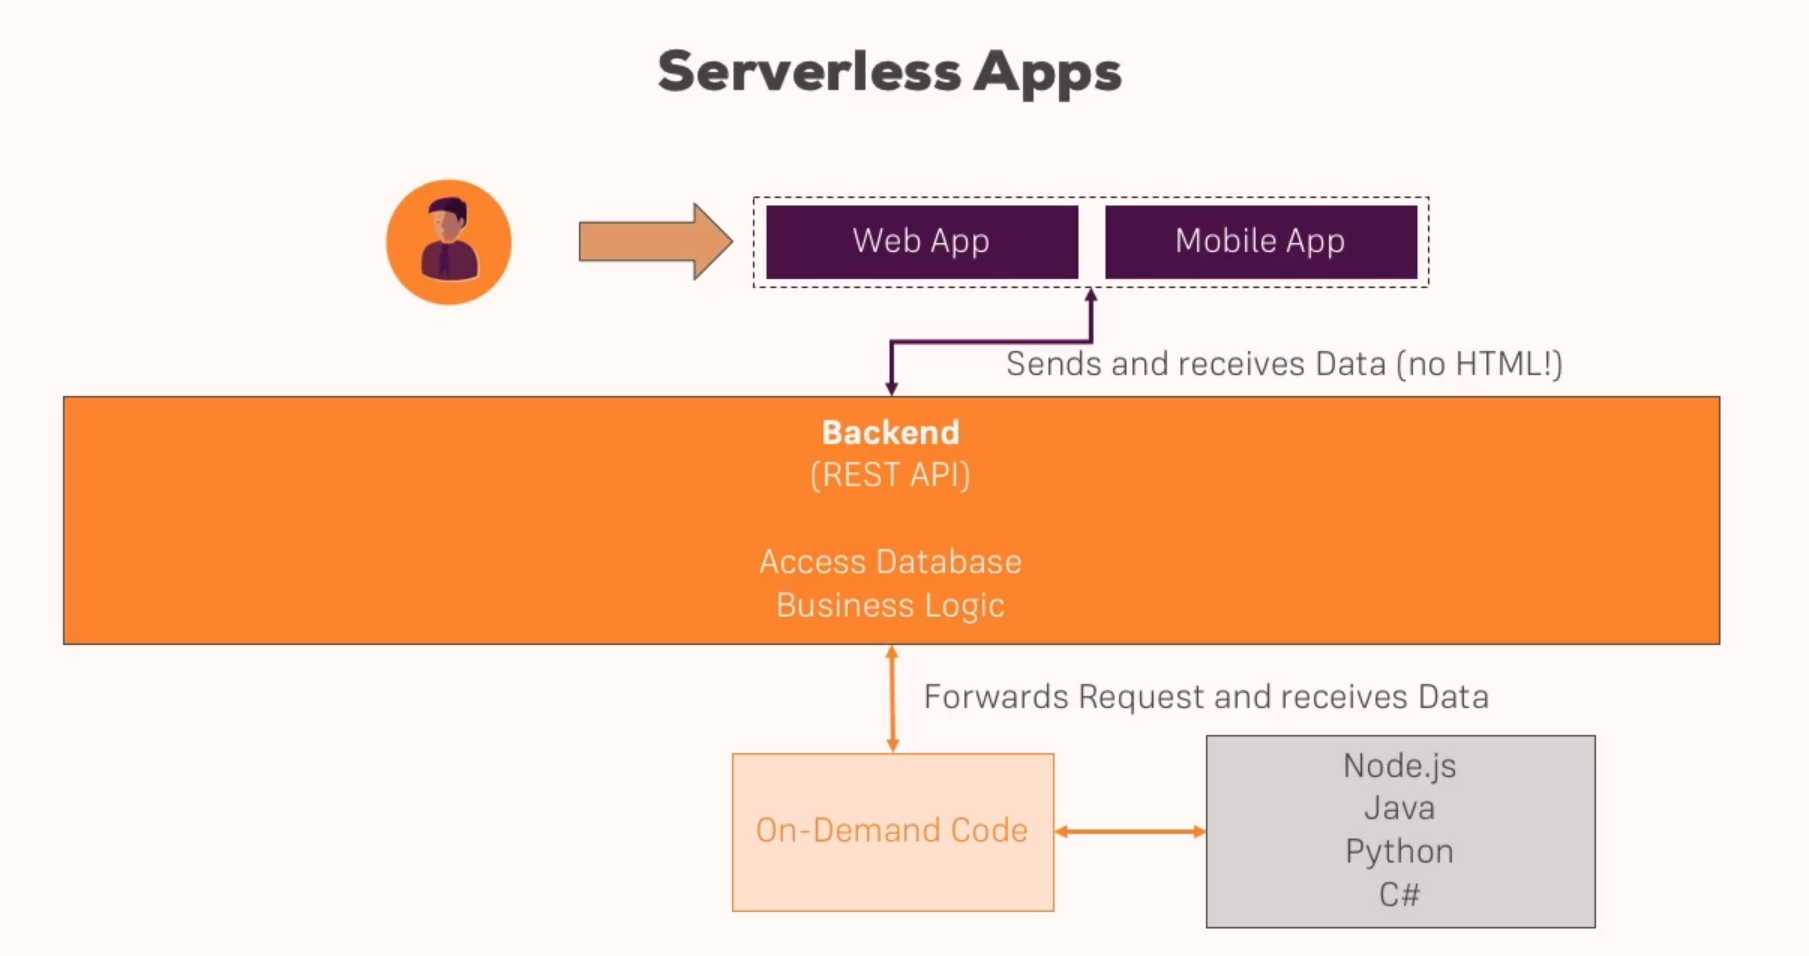 Serverless Apps
Web App
Mobile App
Sends and receives Data (no HTML!)
Backend
(REST API)
Access Database
Business Logic
Forwards Request and receives Data
On-Demand Code
Node.js
Java
Python
C#